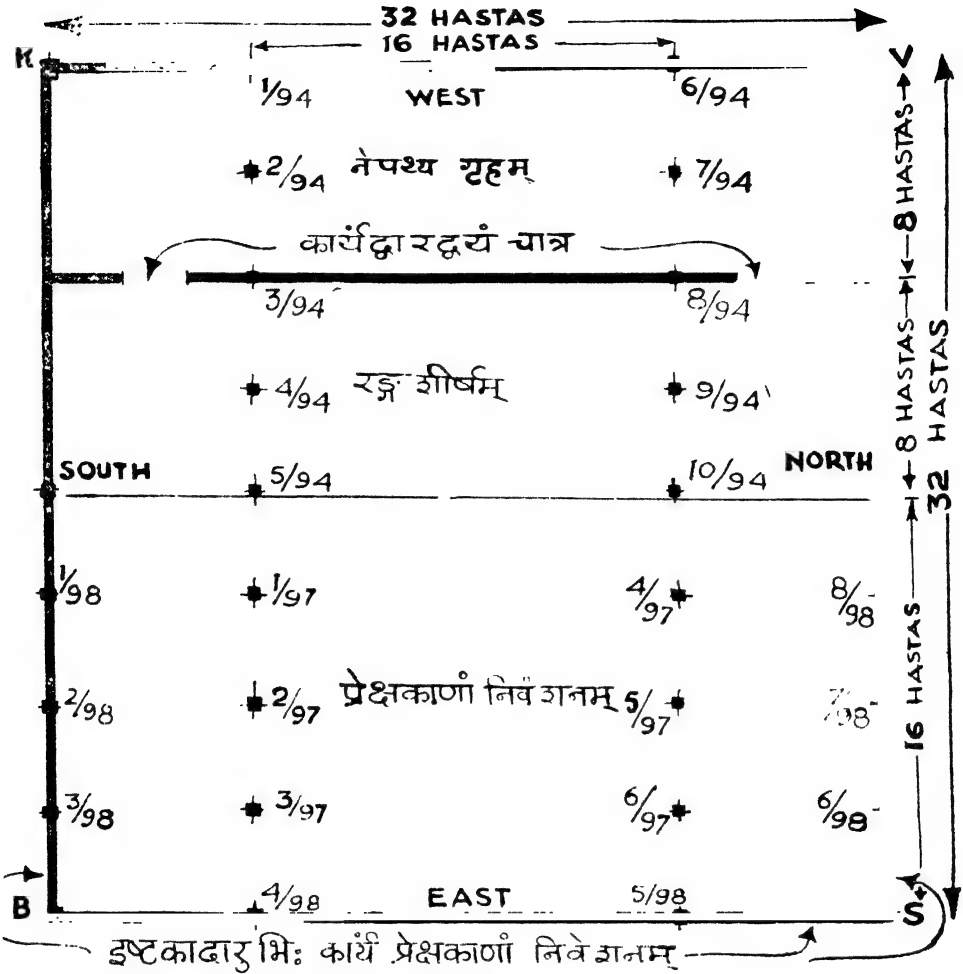 32 HASTAS
16 HASTAS
K V
1/94 WEST 6/94
2/94 नेपथ्य गृहम् 7/94
8 HASTAS
कार्यंद्वारद्वयं चात्र
3/94 8/94
4/94 रङ्ग शीर्षम् 9/94
8 HASTAS
32 HASTAS
SOUTH 5/94 10/94 NORTH
1/98 1/97 4/97 8/98
2/98 2/97 प्रेक्षकाणां निवेशनम् 5/97 7/98
16 HASTAS
3/98 3/97 6/97 6/98
B 4/98 EAST 5/98 S
इष्टकादारुभिः कार्यं प्रेक्षकाणां निवेशनम्